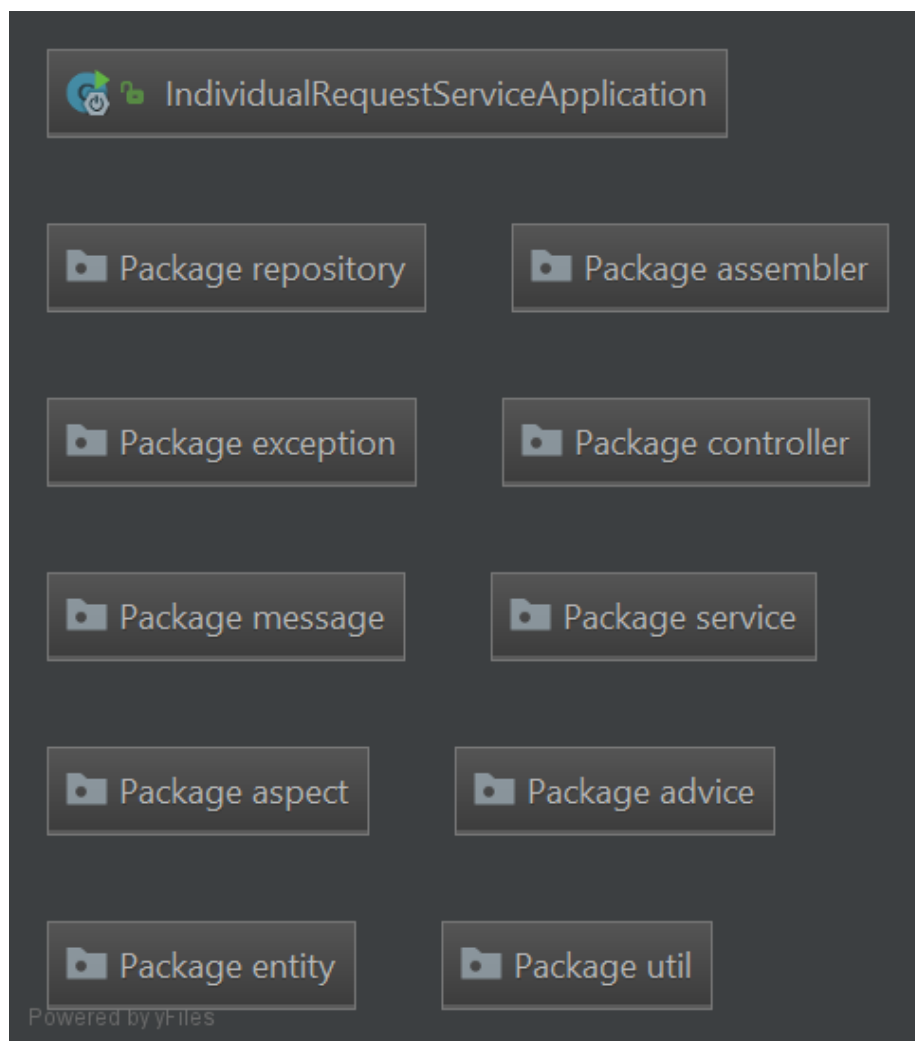 IndividualRequestServiceApplication
Package repository
Package assembler
Package exception
Package controller
Package message
Package service
Package aspect
Package advice
Package entity
Package util
Powered by yFiles